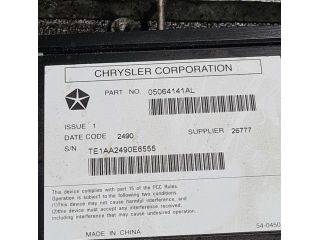 CHRYSLER CORPORATION
PART NO. 05064141AL
ISSUE 1
DATE CODE 2490 SUPPLIER 26777
S/N TE1AA2490E6555
This device complies with part 15 of the FCC Rules.
Operation is subject to the following two conditions:
(1)This device may not cause harmful interference, and
(2)this device must accept any interference received,
including interference that may cause undesired operation.
MADE IN CHINA 54-0450